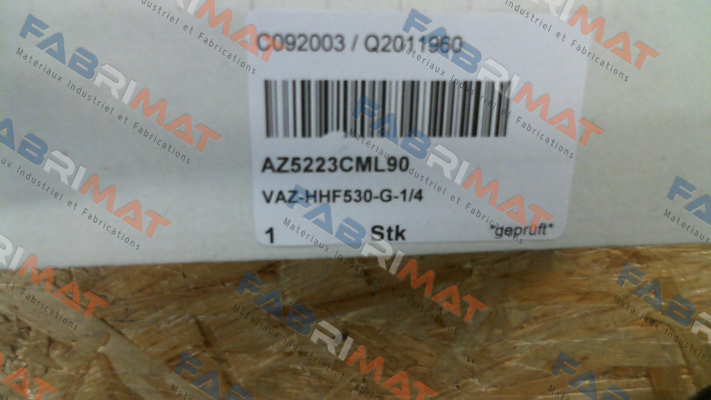 C092003 / Q2011960
AZ5223CML90
VAZ-HHF530-G-1/4
1 Stk *geprüft*
FABRIMAT
Materiaux Industriel et Fabrications